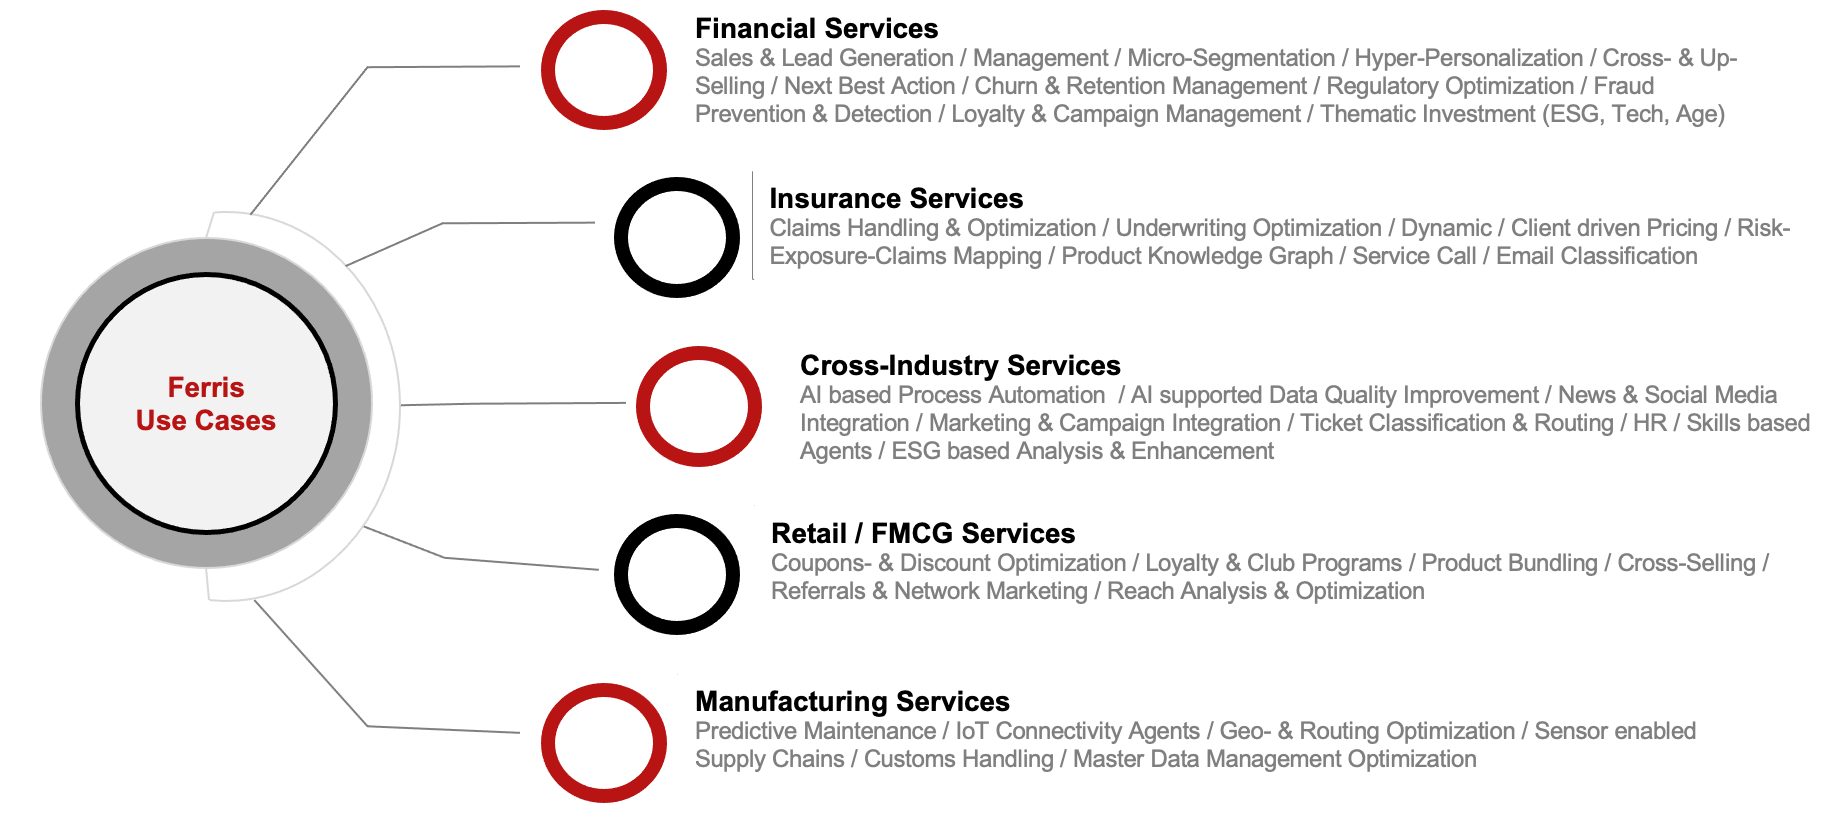 Ferris
Use Cases
Financial Services
Sales & Lead Generation / Management / Micro-Segmentation / Hyper-Personalization / Cross- & Up-
Selling / Next Best Action / Churn & Retention Management / Regulatory Optimization / Fraud
Prevention & Detection / Loyalty & Campaign Management / Thematic Investment (ESG, Tech, Age)
Insurance Services
Claims Handling & Optimization / Underwriting Optimization / Dynamic / Client driven Pricing / Risk-
Exposure-Claims Mapping / Product Knowledge Graph / Service Call / Email Classification
Cross-Industry Services
AI based Process Automation  / AI supported Data Quality Improvement / News & Social Media
Integration / Marketing & Campaign Integration / Ticket Classification & Routing / HR / Skills based
Agents / ESG based Analysis & Enhancement
Retail / FMCG Services
Coupons- & Discount Optimization / Loyalty & Club Programs / Product Bundling / Cross-Selling /
Referrals & Network Marketing / Reach Analysis & Optimization
Manufacturing Services
Predictive Maintenance / IoT Connectivity Agents / Geo- & Routing Optimization / Sensor enabled
Supply Chains / Customs Handling / Master Data Management Optimization